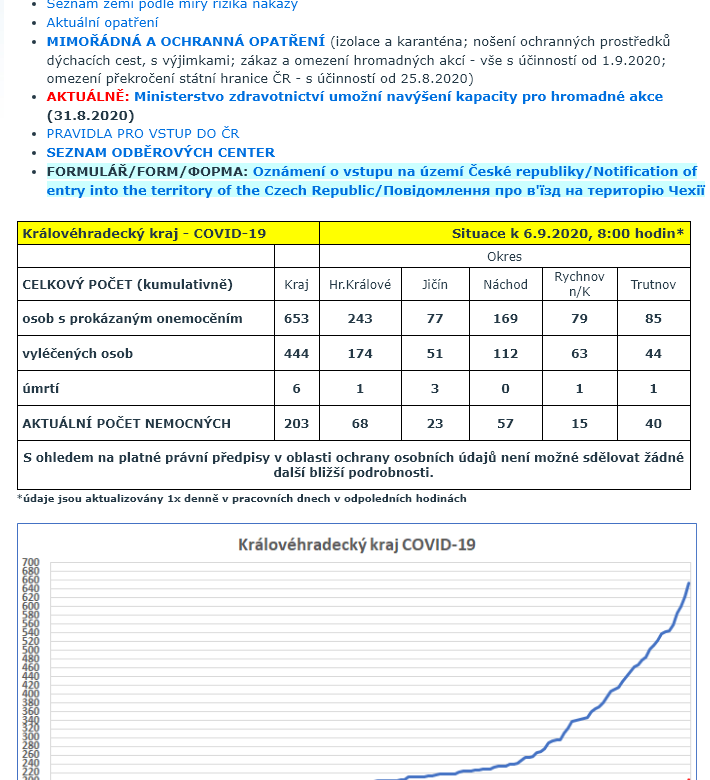 Seznam zemí podle míry rizika nákazy
Aktuální opatření
MIMOŘÁDNÁ A OCHRANNÁ OPATŘENÍ (izolace a karanténa; nošení ochranných prostředků
dýchacích cest, s výjimkami; zákaz a omezení hromadných akcí - vše s účinností od 1.9.2020;
omezení překročení státní hranice ČR - s účinností od 25.8.2020)
AKTUÁLNĚ: Ministerstvo zdravotnictví umožní navýšení kapacity pro hromadné akce
(31.8.2020)
PRAVIDLA PRO VSTUP DO ČR
SEZNAM ODBĚROVÝCH CENTER
FORMULÁŘ/FORM/ФОРМА: Oznámení o vstupu na území České republiky/Notification of
entry into the territory of the Czech Republic/Повідомлення про в'їзд на територію Чехії
Královéhradecký kraj - COVID-19 Situace k 6.9.2020, 8:00 hodin*
Okres
CELKOVÝ POČET (kumulativně) Kraj Hr.Králové Jičín Náchod Rychnov n/K Trutnov
osob s prokázaným onemocěním 653 243 77 169 79 85
vyléčených osob 444 174 51 112 63 44
úmrtí 6 1 3 0 1 1
AKTUÁLNÍ POČET NEMOCNÝCH 203 68 23 57 15 40
S ohledem na platné právní předpisy v oblasti ochrany osobních údajů není možné sdělovat žádné
další bližší podrobnosti.
*údaje jsou aktualizovány 1x denně v pracovních dnech v odpoledních hodinách
Královéhradecký kraj COVID-19
700
680
660
640
620
600
580
560
540
520
500
480
460
440
420
400
380
360
340
320
300
280
260
240
220